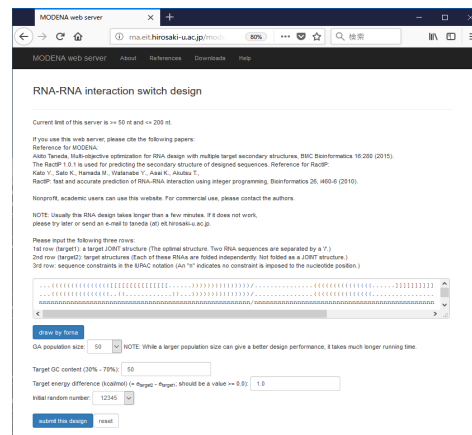 MODENA web server
rna.eit.hirosaki-u.ac.jp/mod
80%
検索
MODENA web server About References Downloads Help
RNA-RNA interaction switch design
Current limit of this server is >= 50 nt and <= 200 nt.
If you use this web server, please cite the following papers:
Reference for MODENA:
Akito Taneda, Multi-objective optimization for RNA design with multiple target secondary structures, BMC Bioinformatics 16:280 (2015).
The RactIP 1.0.1 is used for predicting the secondary structure of designed sequences. Reference for RactIP:
Kato Y., Sato K., Hamada M., Watanabe Y., Asai K., Akutsu T.,
RactIP: fast and accurate prediction of RNA-RNA interaction using integer programming, Bioinformatics 26, i460-6 (2010).
Nonprofit, academic users can use this website. For commercial use, please contact the authors.
NOTE: Usually this RNA design takes longer than a few minutes. If it does not work,
please try later or send an e-mail to taneda (at) eit.hirosaki-u.ac.jp.
Please input the following three rows:
1st row (target1): a target JOINT structure (The optimal structure. Two RNA sequences are separated by a '/'.)
2nd row (target2): target structures (Each of these RNAs are folded independently. Not folded as a JOINT structure.)
3rd row: sequence constraints in the IUPAC notation (An "n" indicates no constraint is imposed to the nucleotide position.)
draw by forna
GA population size: 50 NOTE: While a larger population size can give a better design performance, it takes much longer running time.
Target GC content (30% - 70%): 50
Target energy difference (kcal/mol) (= etarget2 - etarget1; should be a value >= 0.0): 1.0
Initial random number: 12345
submit this design reset